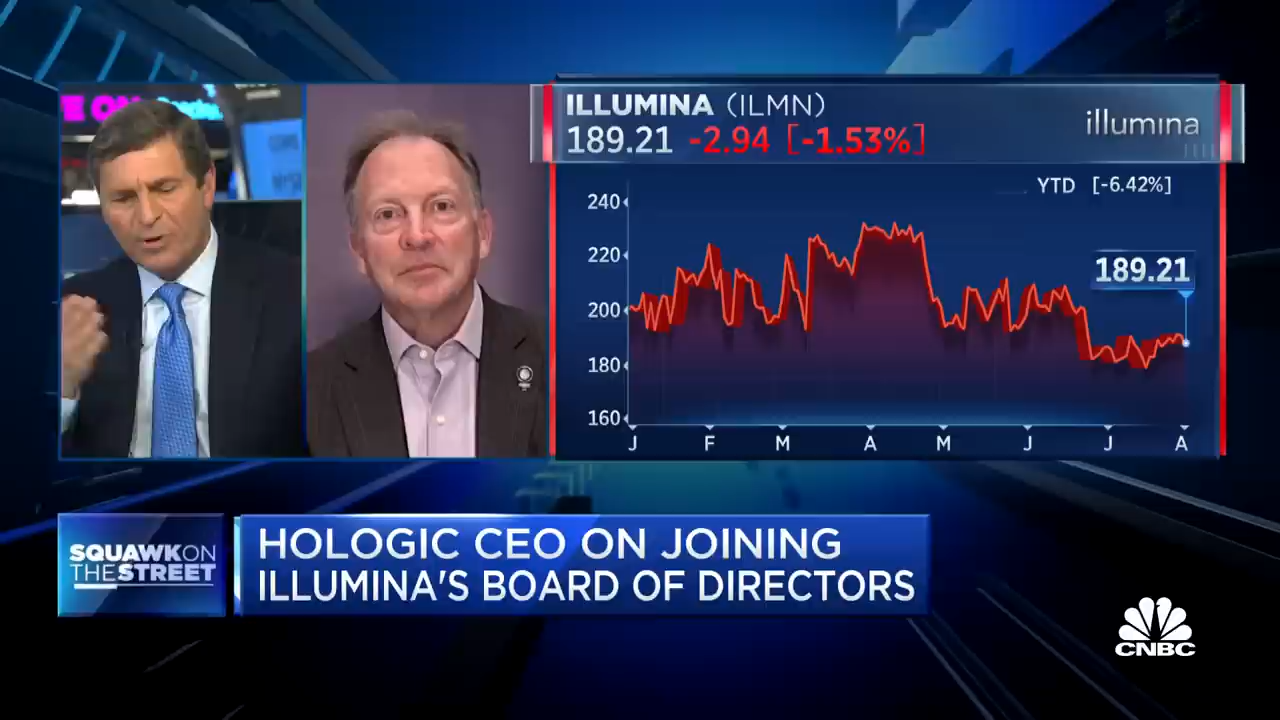 ILLUMINA (ILMN)
189.21 -2.94 [-1.53%]
illumina
YTD [-6.42%]
240
220
200
180
160
189.21
J F M A M J J A
HOLOGIC CEO ON JOINING
ILLUMINA'S BOARD OF DIRECTORS
SQUAWK ON
THE STREET
CNBC